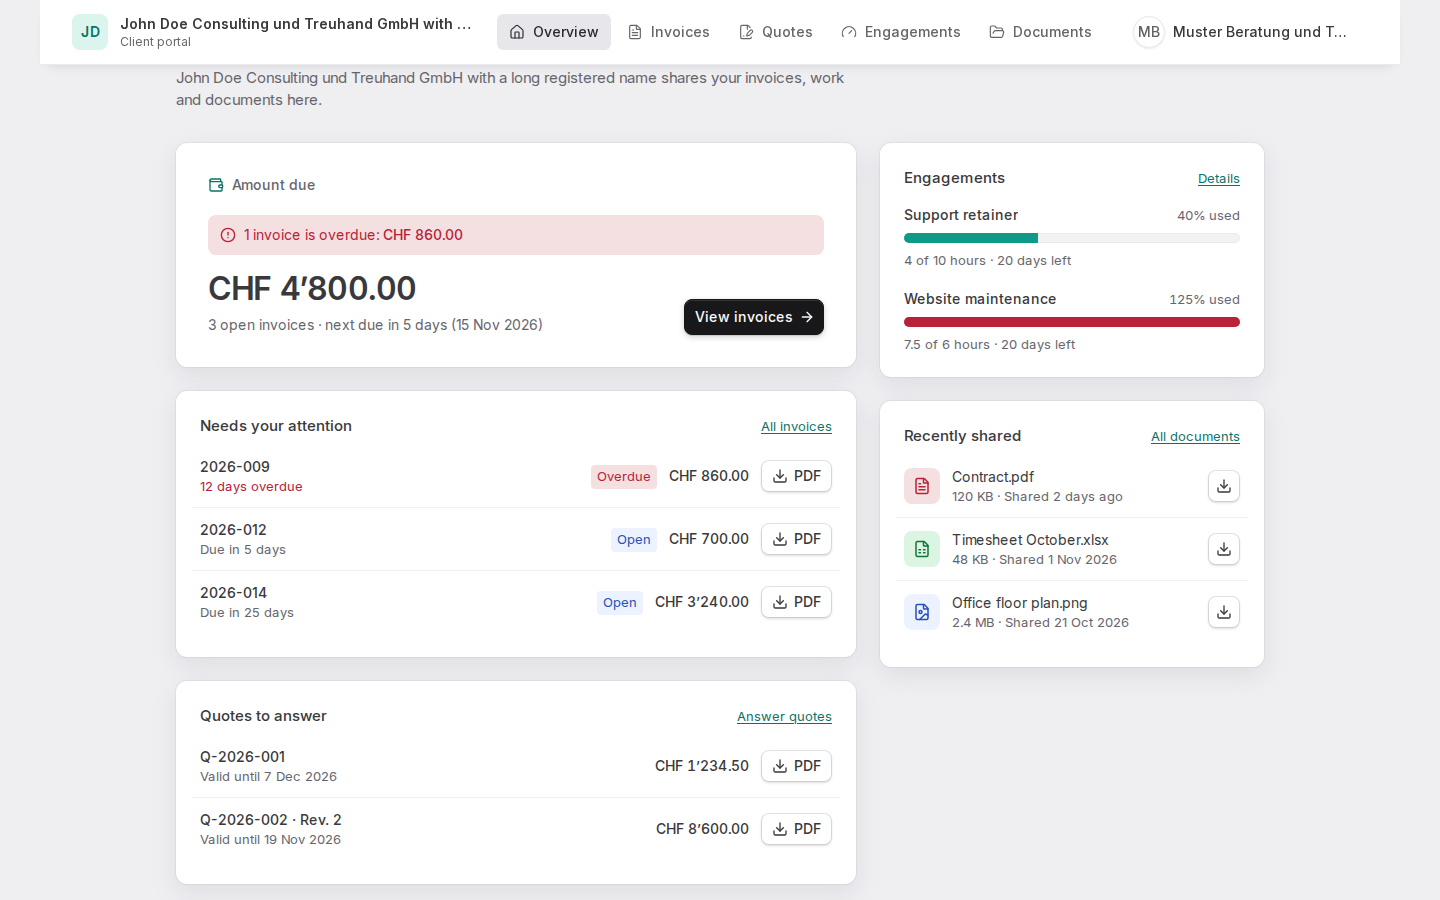 JD
John Doe Consulting und Treuhand GmbH with …
Client portal
Overview
Invoices
Quotes
Engagements
Documents
MB
Muster Beratung und T…
John Doe Consulting und Treuhand GmbH with a long registered name shares your invoices, work
and documents here.
Amount due
1 invoice is overdue: CHF 860.00
CHF 4’800.00
3 open invoices · next due in 5 days (15 Nov 2026)
View invoices
Needs your attention
All invoices
2026-009
12 days overdue
Overdue
CHF 860.00
PDF
2026-012
Due in 5 days
Open
CHF 700.00
PDF
2026-014
Due in 25 days
Open
CHF 3’240.00
PDF
Quotes to answer
Answer quotes
Q-2026-001
Valid until 7 Dec 2026
CHF 1’234.50
PDF
Q-2026-002 · Rev. 2
Valid until 19 Nov 2026
CHF 8’600.00
PDF
Engagements
Details
Support retainer
40% used
4 of 10 hours · 20 days left
Website maintenance
125% used
7.5 of 6 hours · 20 days left
Recently shared
All documents
Contract.pdf
120 KB · Shared 2 days ago
Timesheet October.xlsx
48 KB · Shared 1 Nov 2026
Office floor plan.png
2.4 MB · Shared 21 Oct 2026